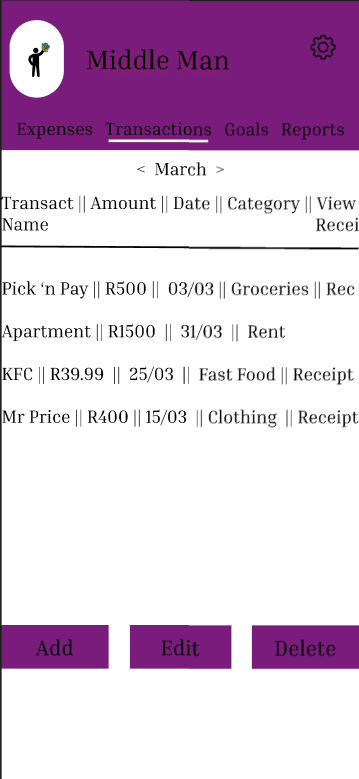 Middle Man
Expenses Transactions Goals Reports
< March >
Transact || Amount || Date || Category || View
Name Recei
Pick ‘n Pay || R500 || 03/03 || Groceries || Rec
Apartment || R1500 || 31/03 || Rent
KFC || R39.99 || 25/03 || Fast Food || Receipt
Mr Price || R400 || 15/03 || Clothing || Receipt
Add Edit Delete